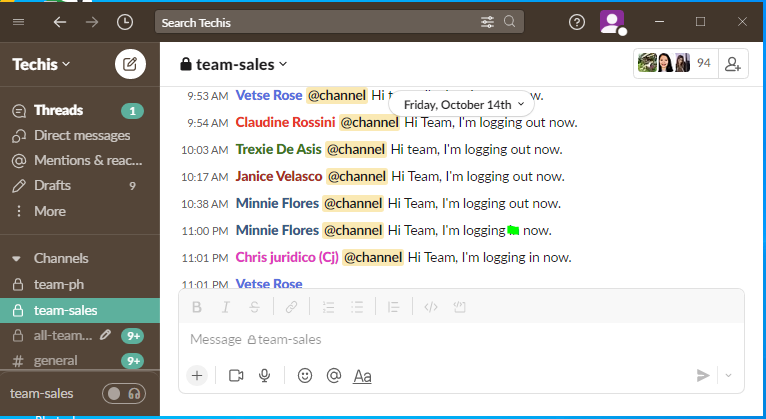 Search Techis
Techis
team-sales
94
Threads 1
Direct messages
Mentions & reac...
Drafts 9
More
Channels
team-ph
team-sales
all-team... 9+
general 9+
team-sales
9:53 AM Vetse Rose @channel Hi t w.
Friday, October 14th
9:54 AM Claudine Rossini @channel Hi Team, I'm logging out now.
10:03 AM Trexie De Asis @channel Hi team, I'm logging out now.
10:17 AM Janice Velasco @channel Hi Team, I'm logging out now.
10:38 AM Minnie Flores @channel Hi Team, I'm logging out now.
11:00 PM Minnie Flores @channel Hi Team, I'm logging now.
11:01 PM Chris juridico (Cj) @channel Hi Team, I'm logging in now.
11:01 PM Vetse Rose
B I S
Message team-sales
Aa